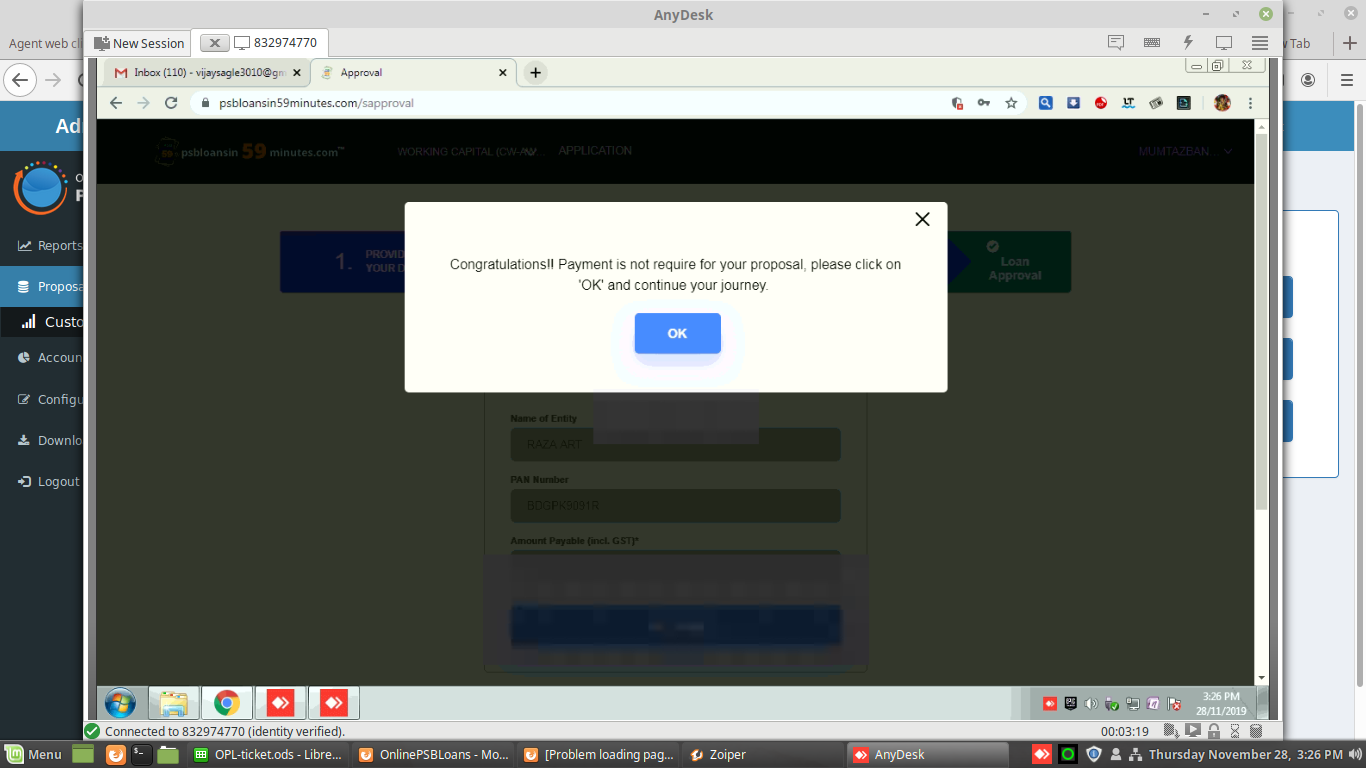 AnyDesk
Agent web cli
Tab
New Session
832974770
Inbox (110) - vijaysagle3010@gm
Approval
psbloansin59minutes.com/sapproval
psbloansin 59 minutes.com™
WORKING CAPITAL
APPLICATION
MUMTAZBAN...
1.
PROVID
YOUR D
Loan
Approval
Congratulations!! Payment is not require for your proposal, please click on
'OK' and continue your journey.
OK
Name of Entity
RAZA ART
PAN Number
BDGPK9991R
Amount Payable (incl. GST)*
Ad
Reports
Proposa
Custo
Accoun
Configu
Downlo
Logout
3:26 PM
28/11/2019
Connected to 832974770 (identity verified).
00:03:19
Menu
OPL-ticket.ods - Libre...
OnlinePSBLoans - Mo...
[Problem loading pag...
Zoiper
AnyDesk
Thursday November 28, 3:26 PM